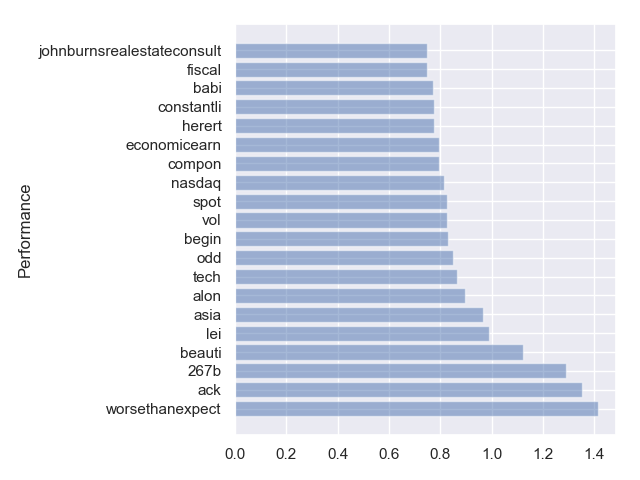 johnburnsrealestateconsult
fiscal
babi
constantli
herert
economicearn
compon
nasdaq
spot
vol
begin
odd
tech
alon
asia
lei
beauti
267b
ack
worsethanexpect
Performance
0.0 0.2 0.4 0.6 0.8 1.0 1.2 1.4